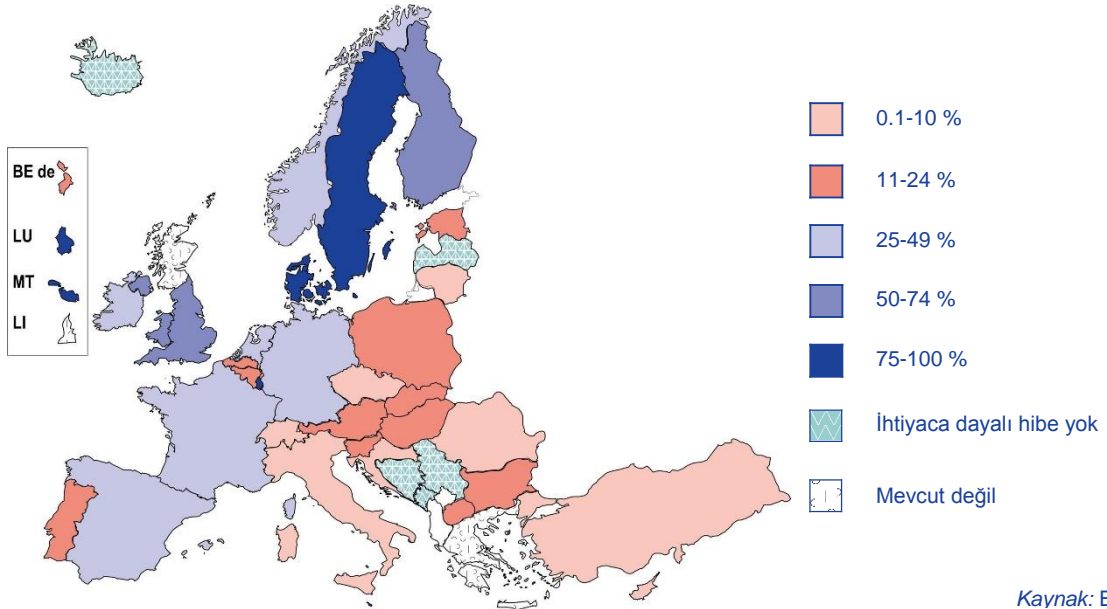 BE de
LU
MT
LI
0.1-10 %
11-24 %
25-49 %
50-74 %
75-100 %
İhtiyaca dayalı hibe yok
Mevcut değil
Kaynak: E